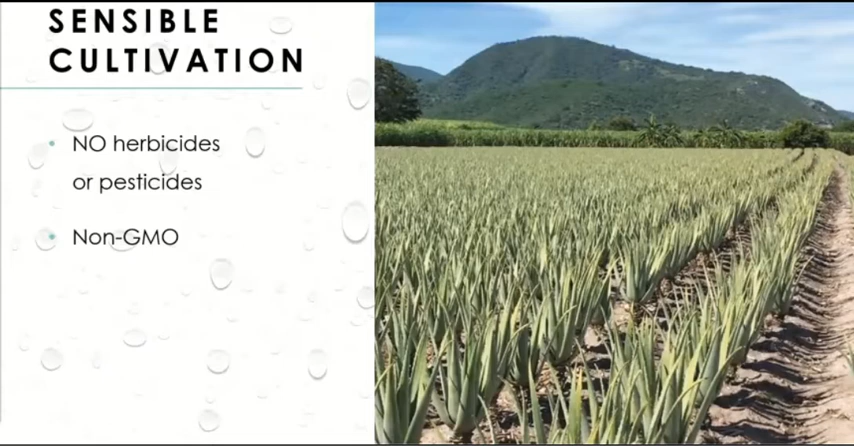 SENSIBLE
CULTIVATION
• NO herbicides
or pesticides
• Non-GMO